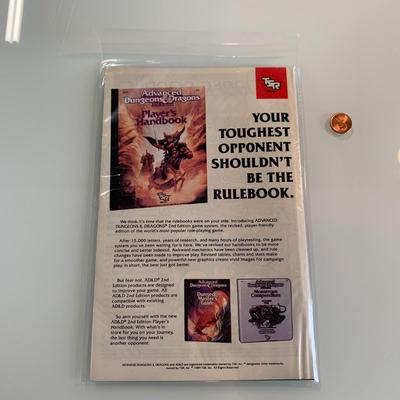 TSR
YOUR
TOUGHEST
OPPONENT
SHOULDN'T
BE THE
RULEBOOK.
Advanced
Dungeons & Dragons
Player's
Handbook
We think it's time that the rulebooks were on your side. Introducing ADVANCED
DUNGEONS & DRAGONS® 2nd Edition game system, the revised, player-friendly
edition of the world's most popular role-playing game.
After 15,000 letters, years of research, and many hours of playtesting, the game
system you've been waiting for is here. We've revised our handbooks to be more
concise and better indexed. Awkward mechanics have been cleaned up, and rule
changes have been made to improve play. Revised tables, charts and stats make
for a smoother game, and powerful new graphics create vivid images for campaign
play. In short, the best just got better.
But fear not. AD&D® 2nd
Edition products are designed
to improve your game. All
AD&D 2nd Edition products are
compatible with existing
AD&D products.
So arm yourself with the new
AD&D® 2nd Edition Player's
Handbook. With what's in
store for you on your journey,
the last thing you need is
another opponent.
Advanced
Dungeons & Dragons
Dungeon
Master's
Guide
Advanced
Dungeons & Dragons
Monstrous
Compendium